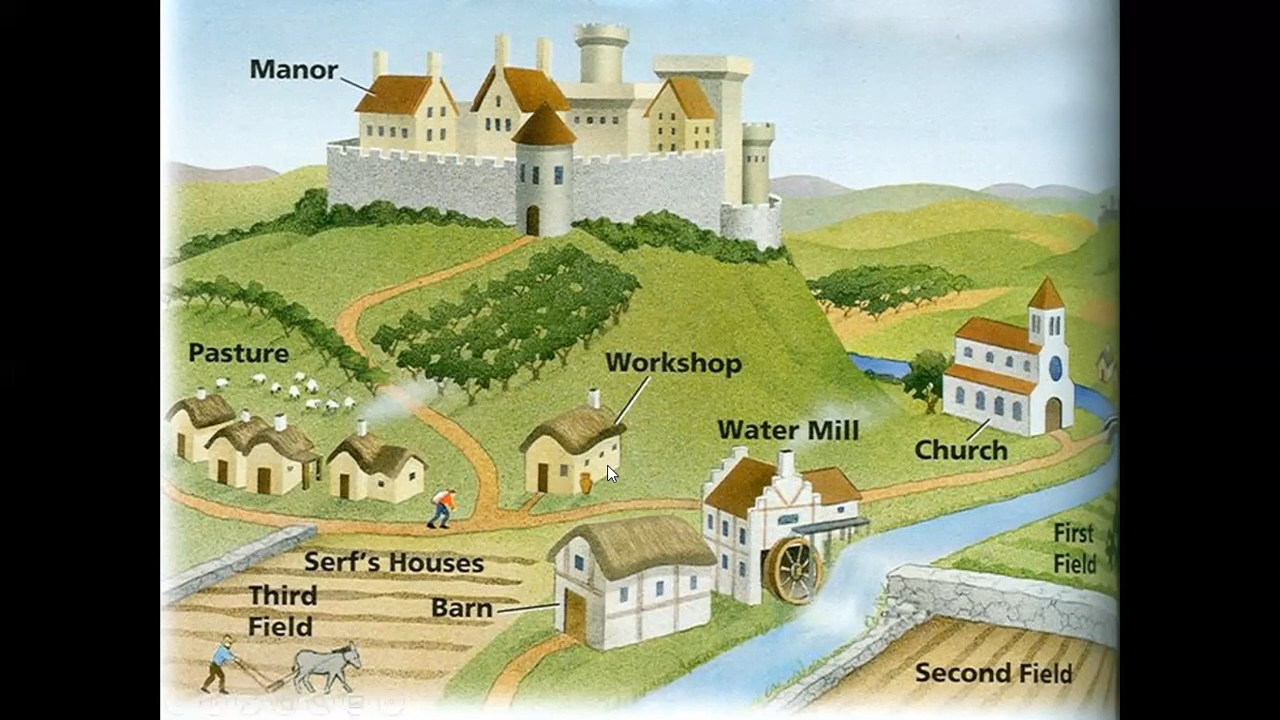 Manor
Pasture
Workshop
Water Mill
Church
First
Field
Serf's Houses
Third
Field
Barn
Second Field